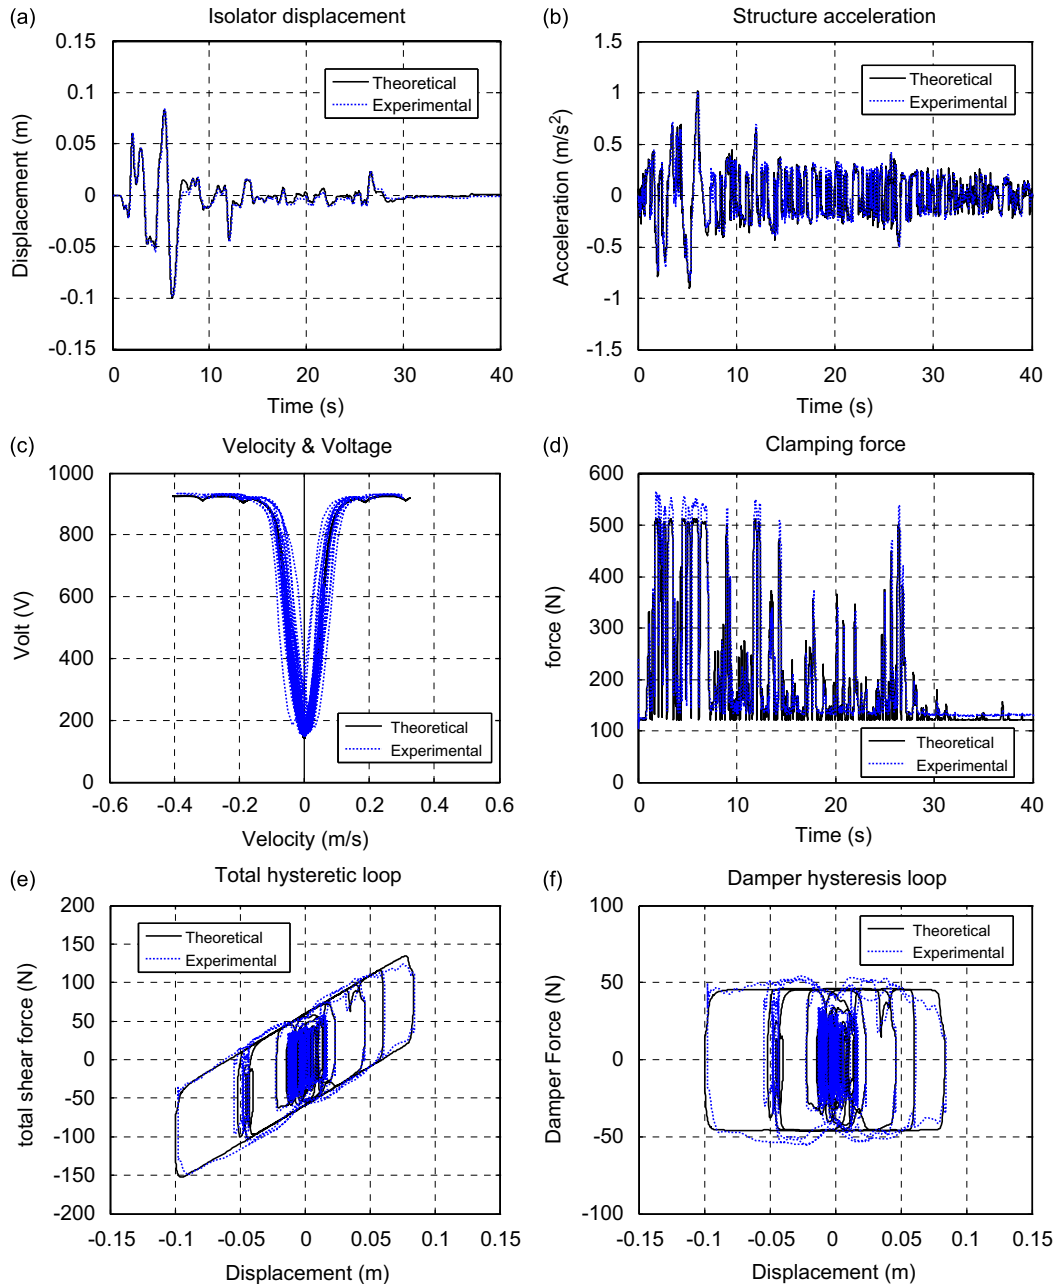 (a)
Isolator displacement
0.15
0.1
0.05
0
-0.05
-0.1
-0.15
Displacement (m)
Theoretical
Experimental
0 10 20 30 40
Time (s)
(b)
Structure acceleration
1.5
1
0.5
0
-0.5
-1
-1.5
Acceleration (m/s²)
Theoretical
Experimental
0 10 20 30 40
Time (s)
(c)
Velocity & Voltage
1000
800
600
400
200
0
Volt (V)
Theoretical
Experimental
-0.6 -0.4 -0.2 0 0.2 0.4 0.6
Velocity (m/s)
(d)
Clamping force
600
500
400
300
200
100
0
force (N)
Theoretical
Experimental
0 10 20 30 40
Time (s)
(e)
Total hysteretic loop
200
150
100
50
0
-50
-100
-150
-200
total shear force (N)
Theoretical
Experimental
-0.15 -0.1 -0.05 0 0.05 0.1 0.15
Displacement (m)
(f)
Damper hysteresis loop
100
50
0
-50
-100
Damper Force (N)
Theoretical
Experimental
-0.15 -0.1 -0.05 0 0.05 0.1 0.15
Displacement (m)